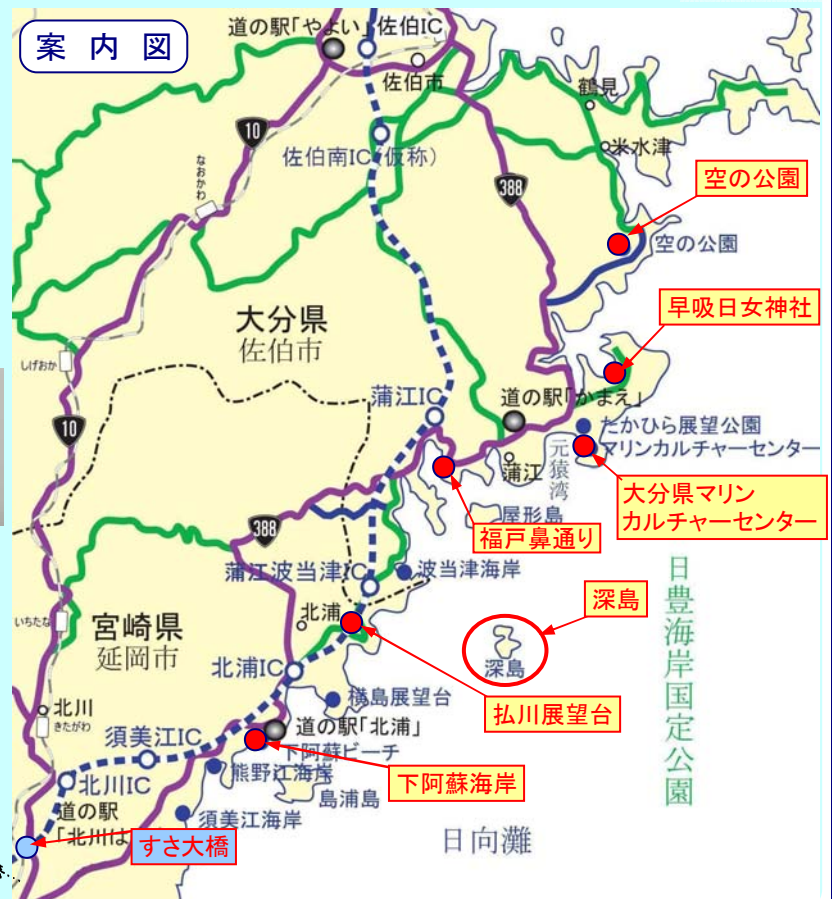 案内図
道の駅「やよい」
佐伯IC
佐伯市
鶴見
10
佐伯南IC(仮称)
米水津
なおかわ
388
空の公園
空の公園
大分県
佐伯市
早吸日女神社
しげおか
蒲江IC
道の駅「かまえ」
10
たかひら展望公園
マリンカルチャーセンター
元猿湾
蒲江
大分県マリン
カルチャーセンター
屋形島
388
福戸鼻通り
蒲江波当津IC
波当津海岸
日豊海岸国定公園
深島
いちたな
宮崎県
延岡市
北浦
深島
北浦IC
払川展望台
横島展望台
北川
きたがわ
須美江IC
道の駅「北浦」
下阿蘇ビーチ
熊野江海岸
下阿蘇海岸
北川IC
島浦島
道の駅
「北川は
須美江海岸
すさ大橋
日向灘